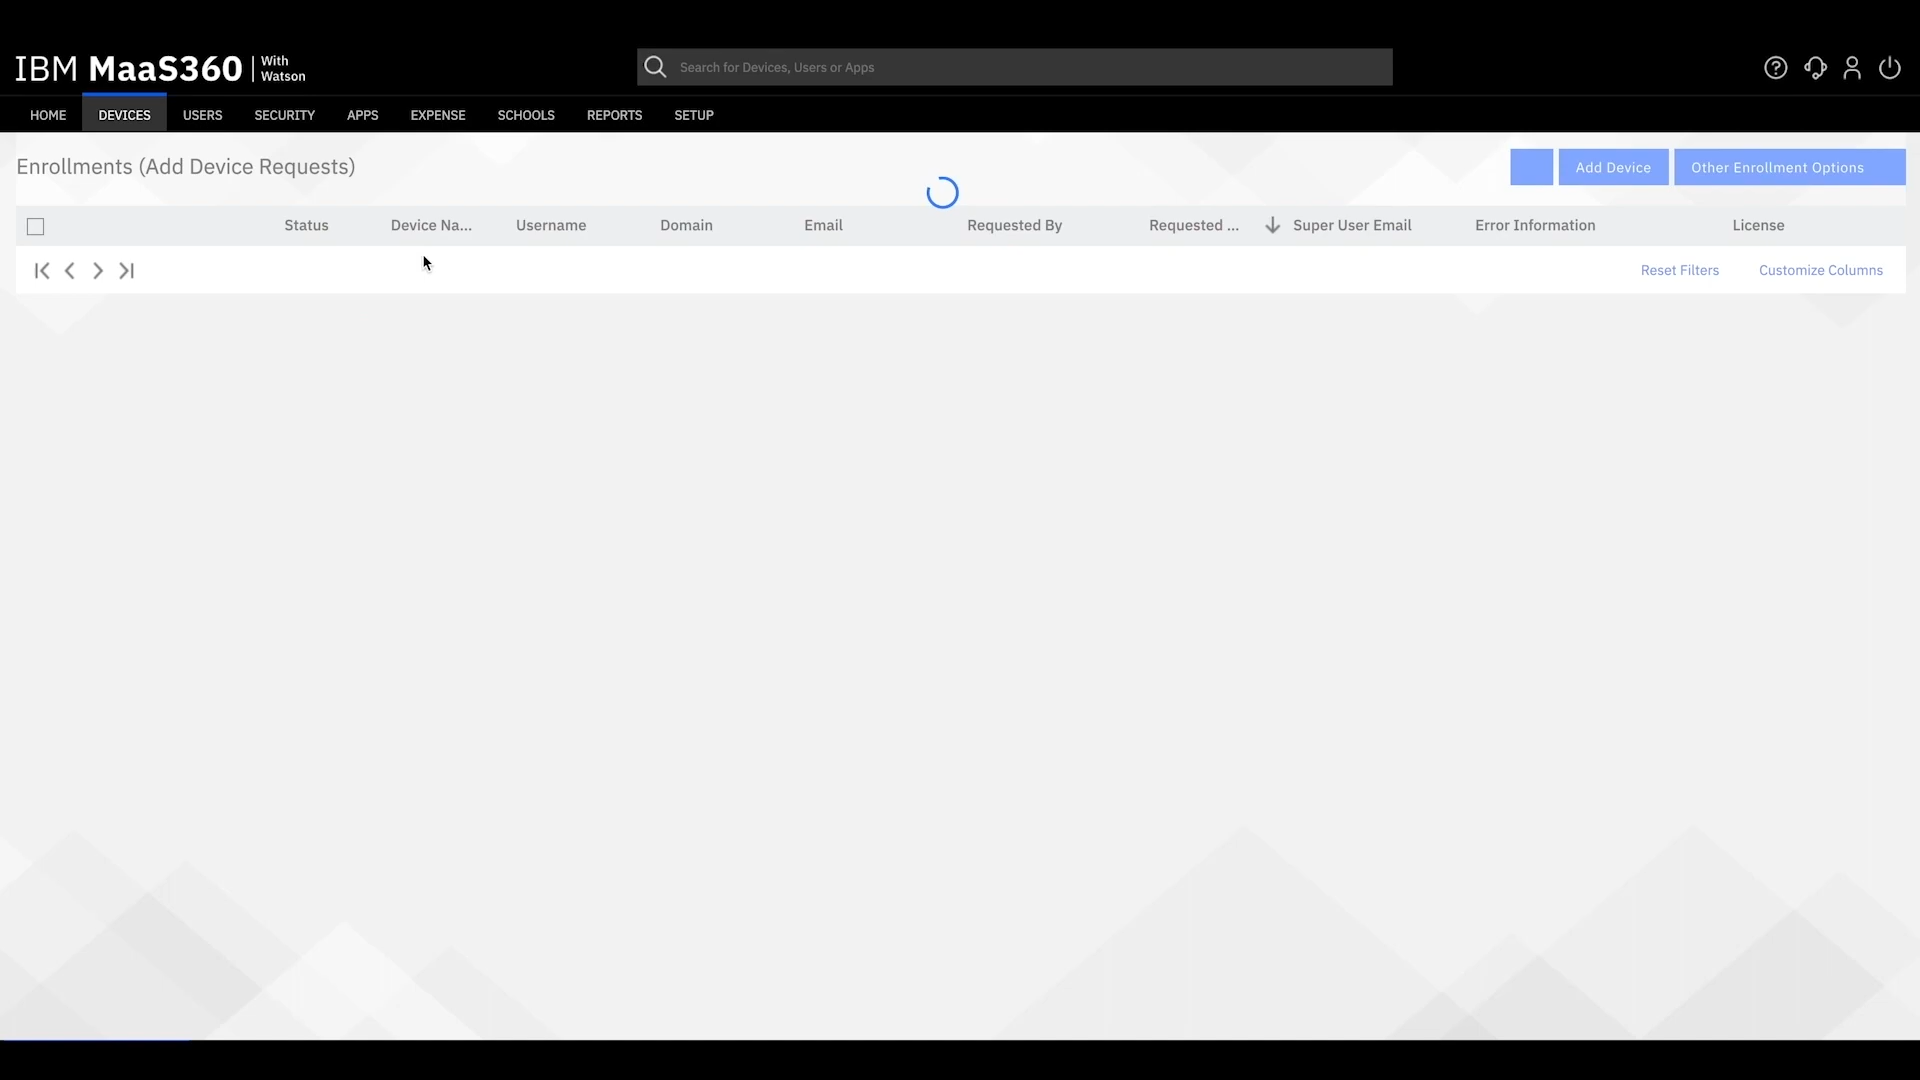 IBM MaaS360 | With Watson
Search for Devices, Users or Apps
HOME DEVICES USERS SECURITY APPS EXPENSE SCHOOLS REPORTS SETUP
Enrollments (Add Device Requests)
Add Device
Other Enrollment Options
Status Device Na... Username Domain Email Requested By Requested ... Super User Email Error Information License
Reset Filters Customize Columns